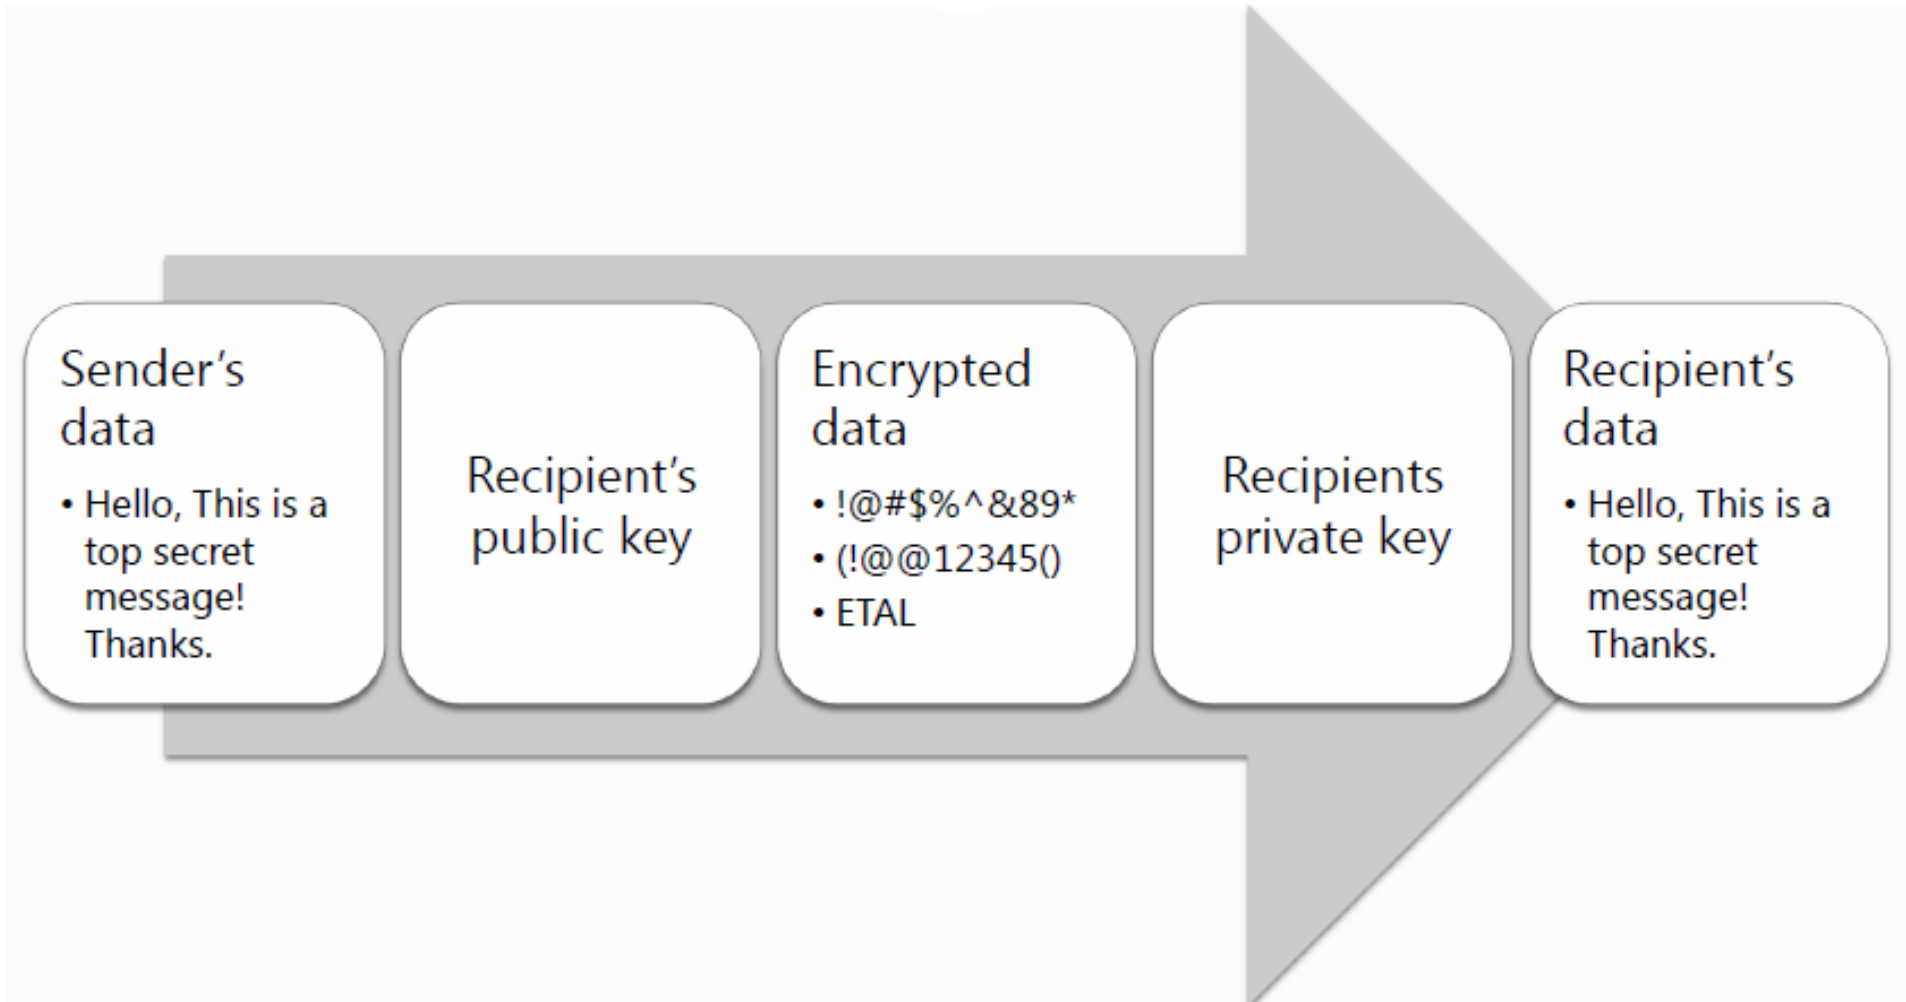 Sender’s
data
• Hello, This is a
top secret
message!
Thanks.
Recipient’s
public key
Encrypted
data
• !@#$%^&89*
• (!@@12345()
• ETAL
Recipients
private key
Recipient’s
data
• Hello, This is a
top secret
message!
Thanks.